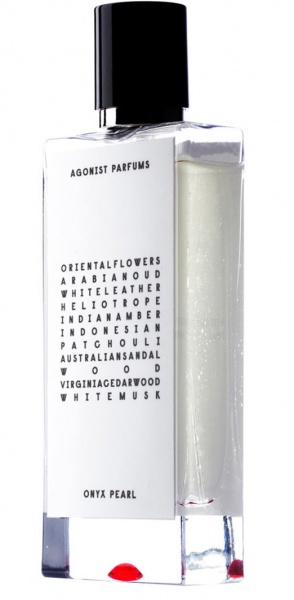 AGONIST PARFUMS
ORIENTALFLOWERS
ARABIANOUD
WHITELEATHER
HELIOTROPE
INDIANAMBER
INDONESIAN
PATCHOULI
AUSTRALIANSANDAL
WOOD
VIRGINIACEDARWOOD
WHITEMUSK
ONYX PEARL